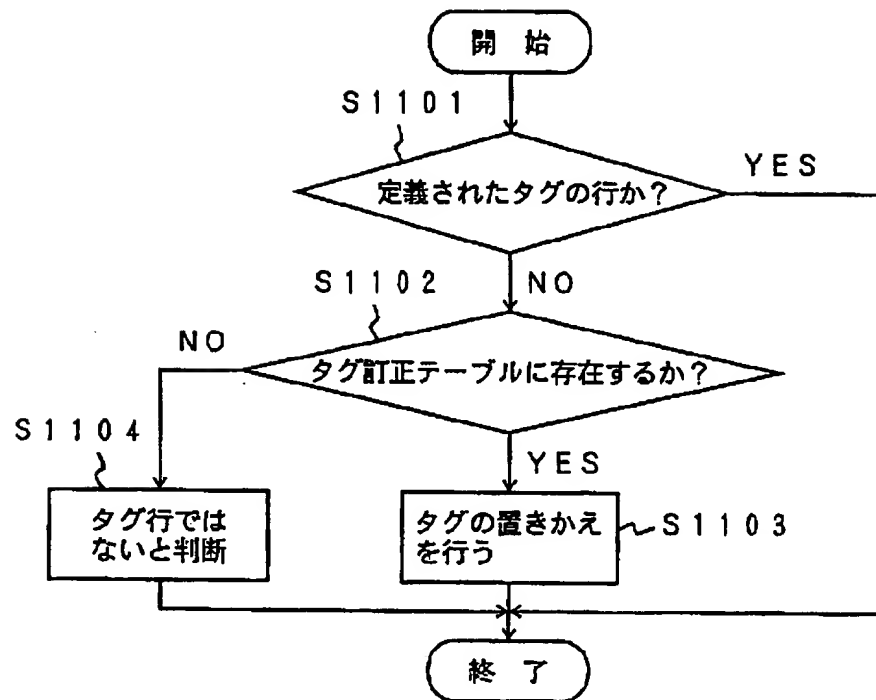 開 始
S1101
定義されたタグの行か？
YES
NO
S1102
タグ訂正テーブルに存在するか？
NO
YES
S1104
タグ行では
ないと判断
タグの置きかえ
を行う
S1103
終 了